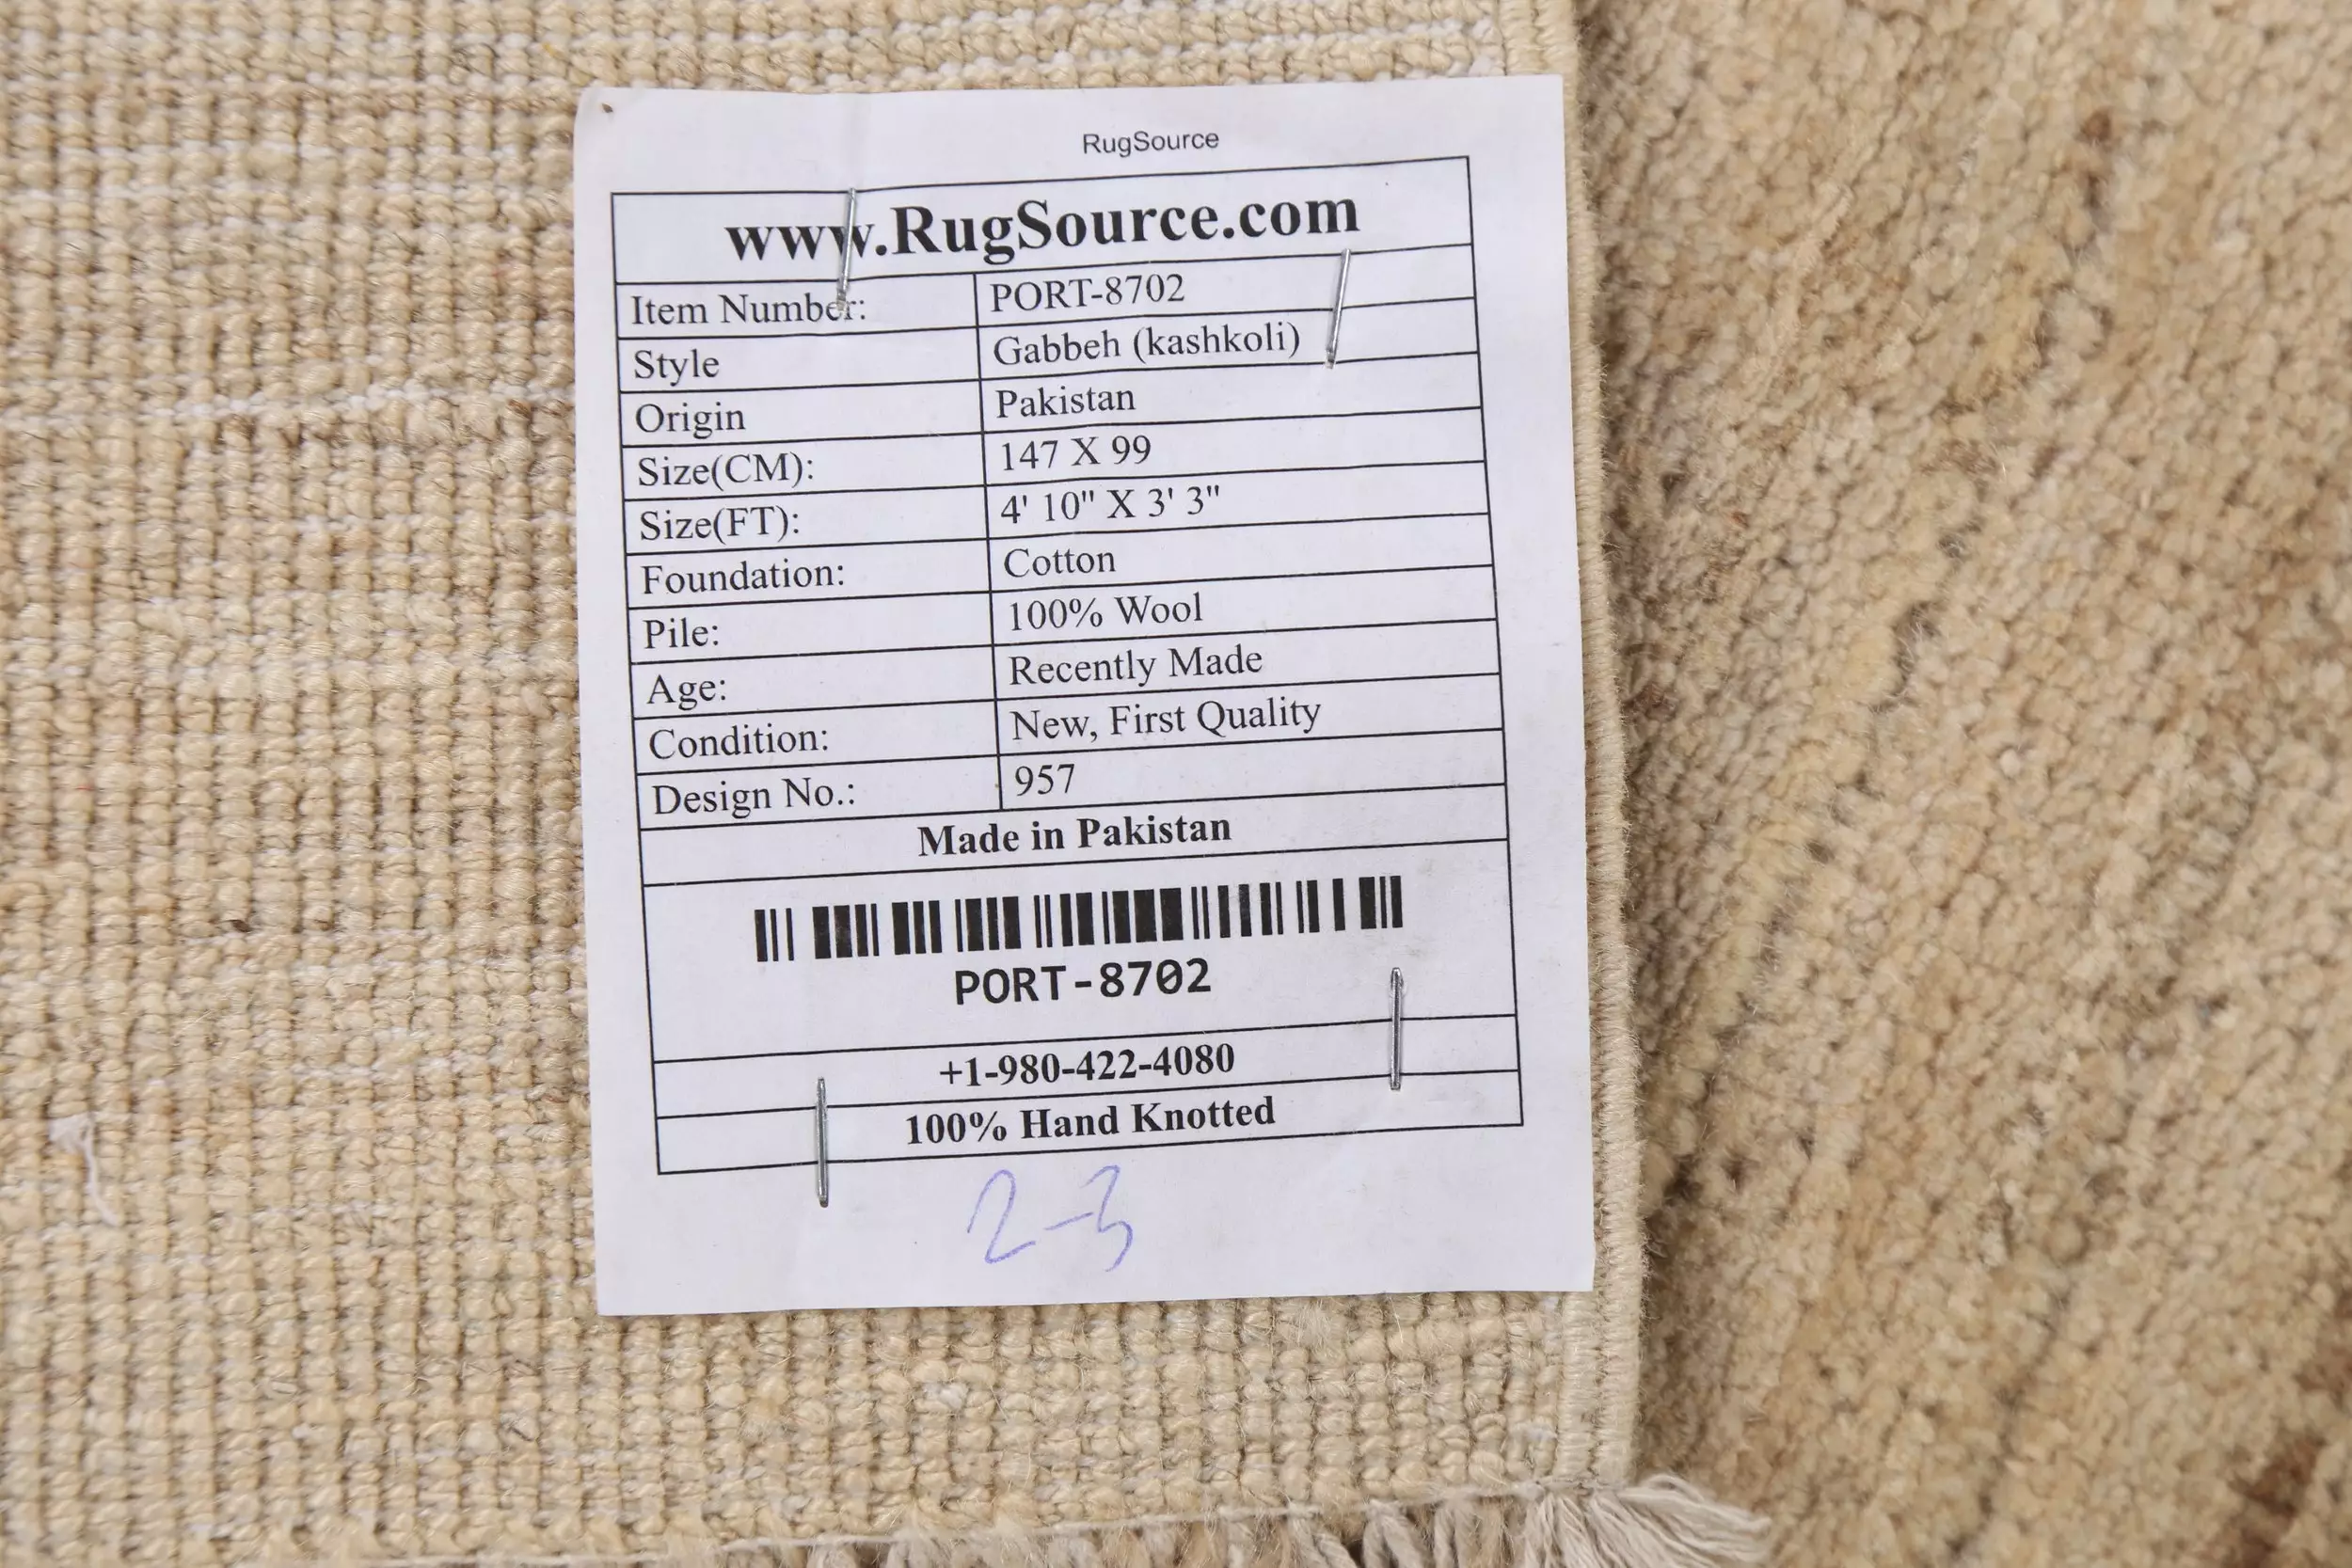 RugSource
www.RugSource.com
Item Number: PORT-8702
Style Gabbeh (kashkoli)
Origin Pakistan
Size(CM): 147 X 99
Size(FT): 4' 10" X 3' 3"
Foundation: Cotton
Pile: 100% Wool
Age: Recently Made
Condition: New, First Quality
Design No.: 957
Made in Pakistan
PORT-8702
+1-980-422-4080
100% Hand Knotted
2-3